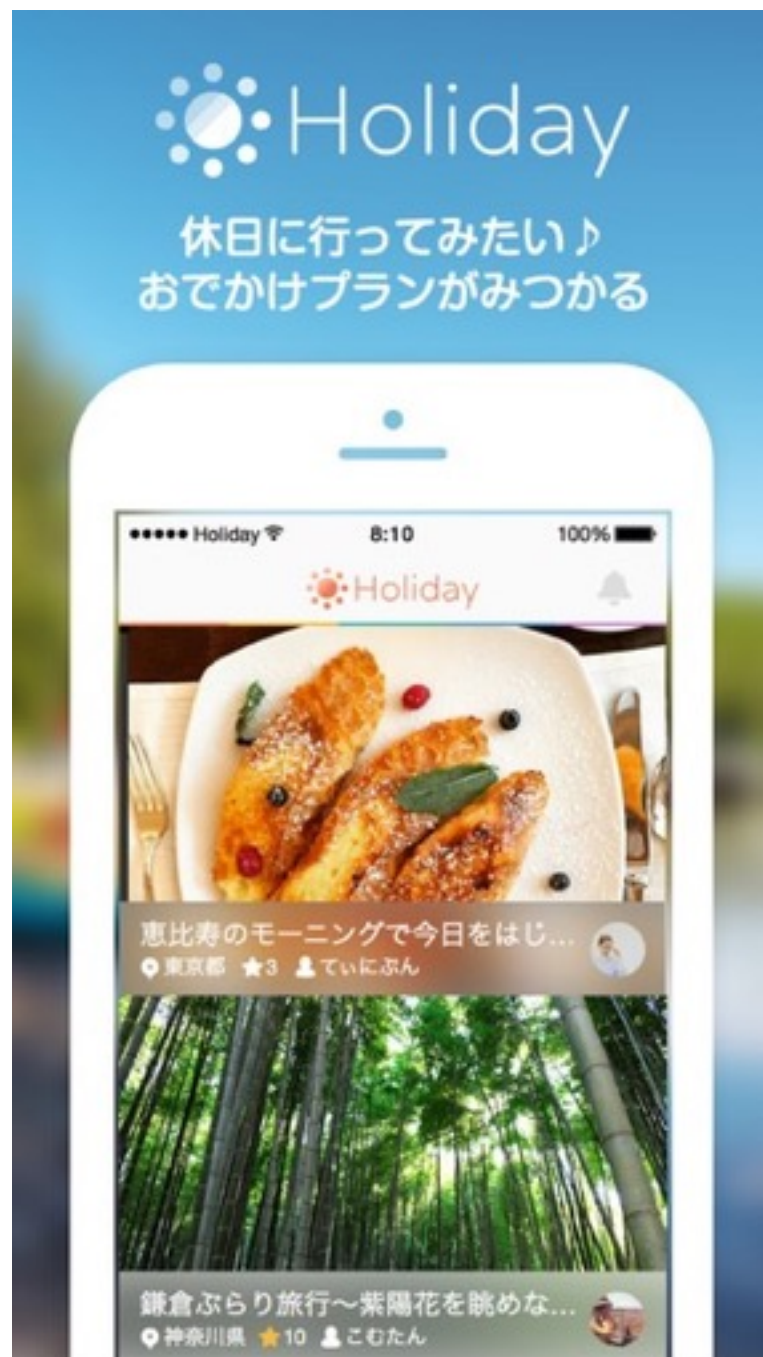 Holiday
休日に行ってみたい♪
おでかけプランがみつかる
Holiday 8:10 100%
Holiday
恵比寿のモーニングで今日をはじ...
東京都 ★3 てぃにぷん
鎌倉ぶらり旅行〜紫陽花を眺めな...
神奈川県 ★10 こむたん